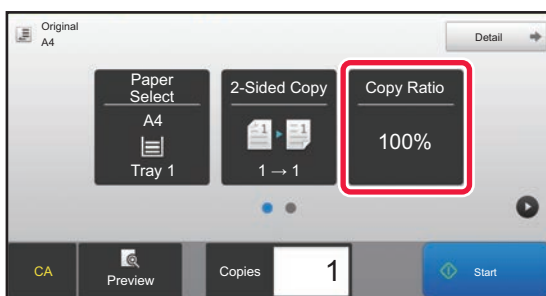 Original
A4
Detail
Paper
Select
A4
Tray 1
2-Sided Copy
1 → 1
Copy Ratio
100%
CA
Preview
Copies
1
Start